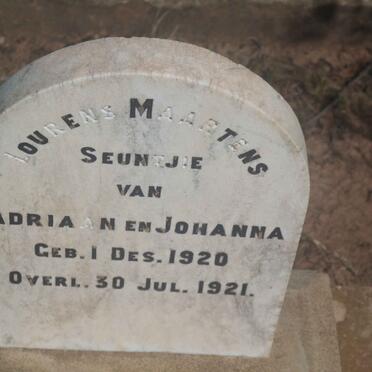 LOURENS MAARTENS
SEUNTJIE
VAN
ADRIAAN EN JOHANNA
GEB. 1 DES. 1920
OVERL. 30 JUL. 1921.